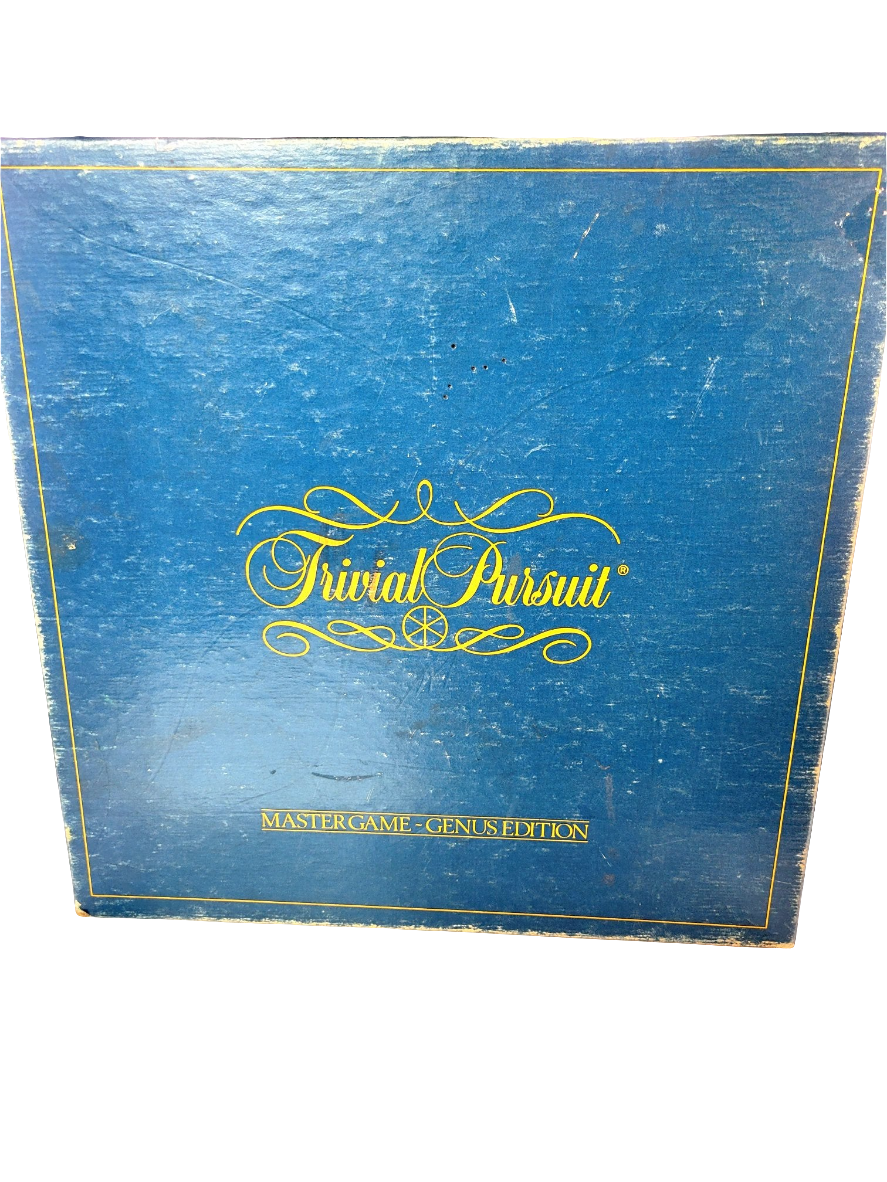 Trivial Pursuit®
MASTER GAME - GENUS EDITION